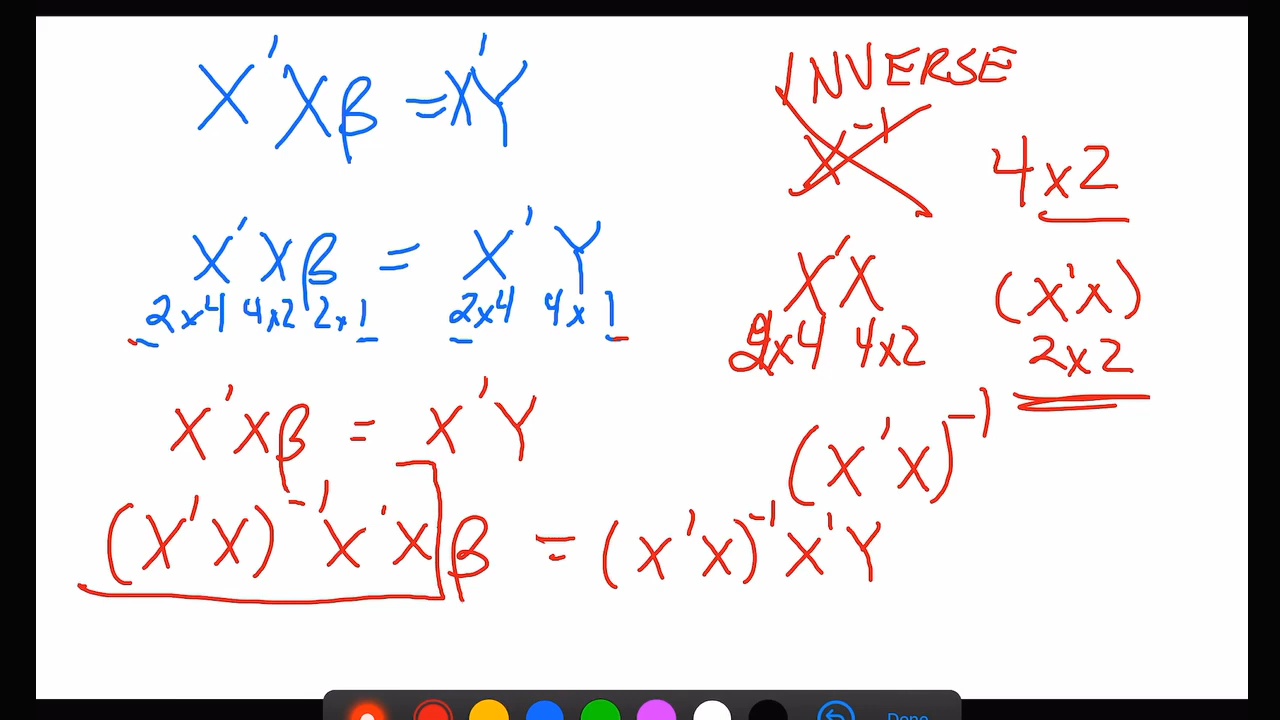 X'Xβ = X'Y
X'Xβ = X'Y
2x4 4x2 2x1 2x4 4x1
X'Xβ = X'Y
(X'X)⁻¹X'Xβ = (X'X)⁻¹X'Y
INVERSE
X⁻¹ 4x2
X'X (X'X)
2x4 4x2 2x2
(X'X)⁻¹
Done